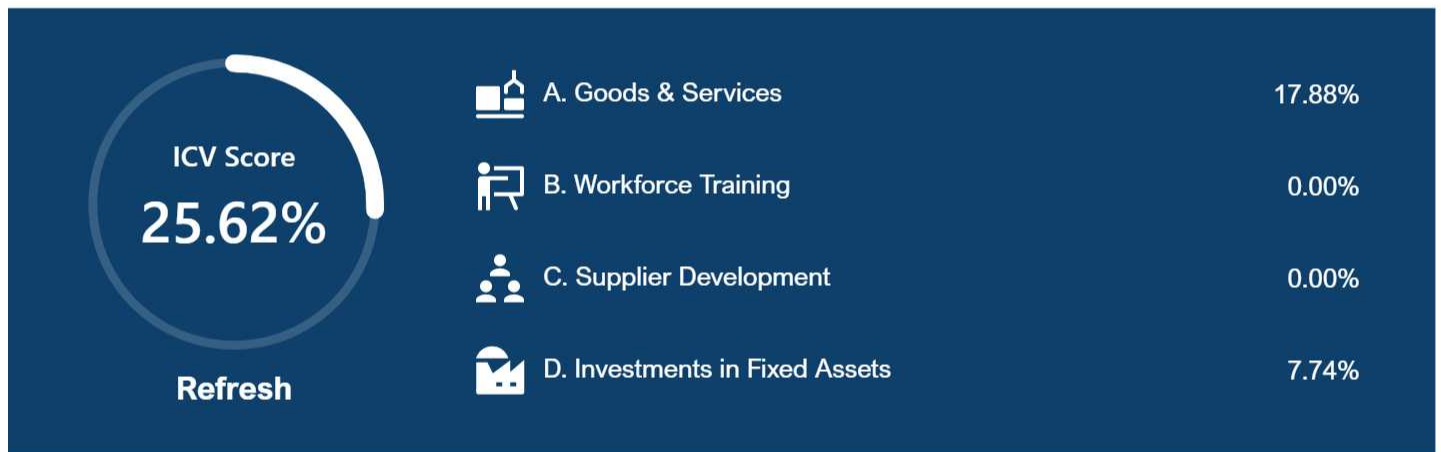 ICV Score
25.62%
Refresh
A. Goods & Services 17.88%
B. Workforce Training 0.00%
C. Supplier Development 0.00%
D. Investments in Fixed Assets 7.74%